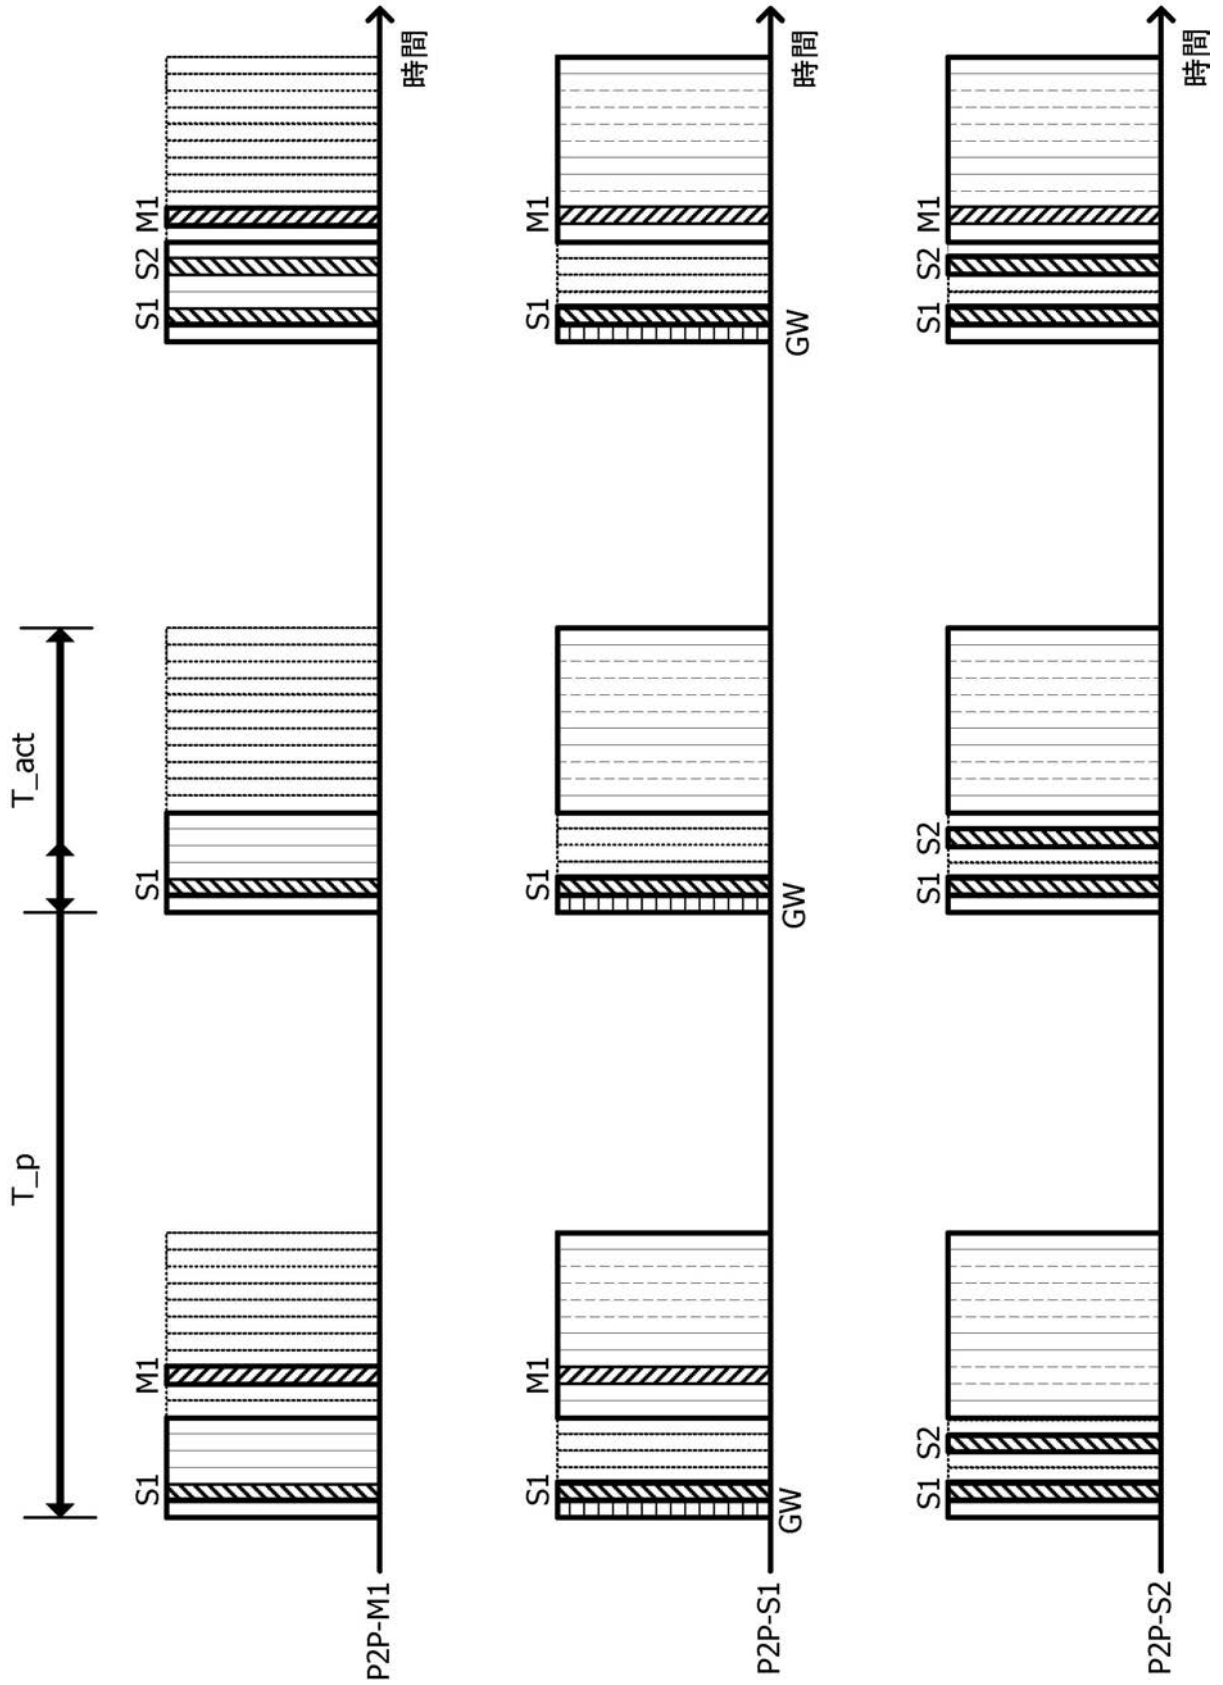 T_p
T_act
S1 M1 S1 S1 S2 M1
P2P-M1
時間
S1 M1 S1 S1 M1
P2P-S1
GW GW GW
時間
S1 S2 S1 S2 S1 S2 M1
P2P-S2
時間